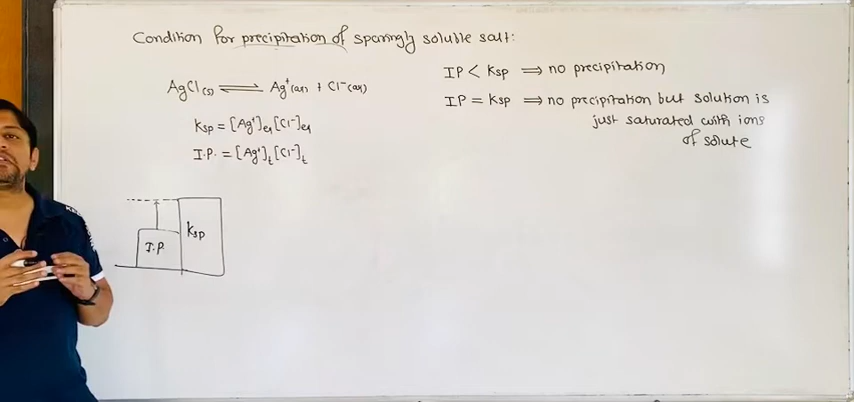 Condition for precipitation of sparingly soluble salt:
AgCl(s) ⇌ Ag⁺(aq) + Cl⁻(aq)
Ksp = [Ag⁺]eq [Cl⁻]eq
I.P. = [Ag⁺]t [Cl⁻]t
I.P.
Ksp
IP < Ksp ⟹ no precipitation
IP = Ksp ⟹ no precipitation but solution is
just saturated with ions
of solute